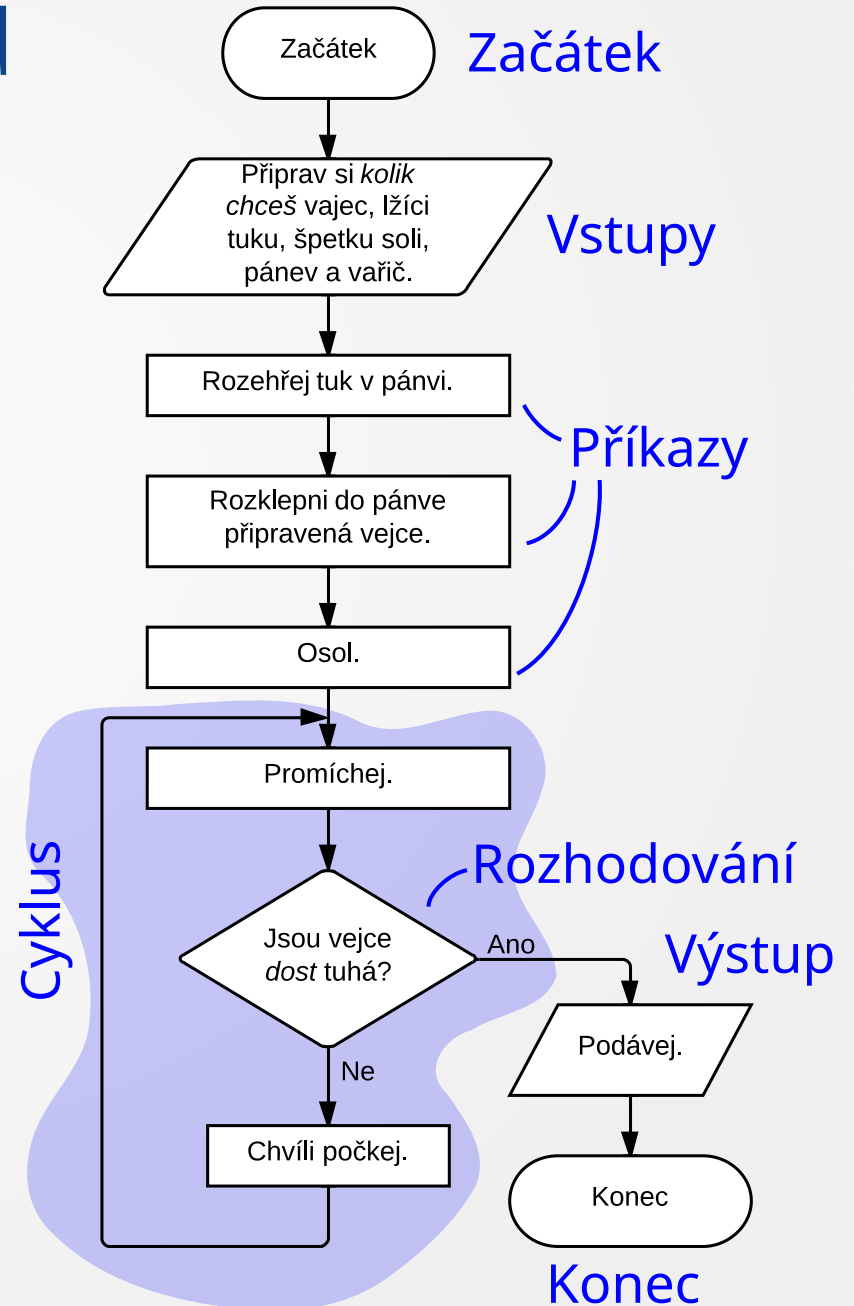 Začátek
Začátek
Připrav si kolik
chceš vajec, lžíci
tuku, špetku soli,
pánev a vařič.
Vstupy
Rozehřej tuk v pánvi.
Příkazy
Rozklepni do pánve
připravená vejce.
Osol.
Promíchej.
Cyklus
Rozhodování
Jsou vejce
dost tuhá?
Ano
Výstup
Podávej.
Ne
Chvíli počkej.
Konec
Konec